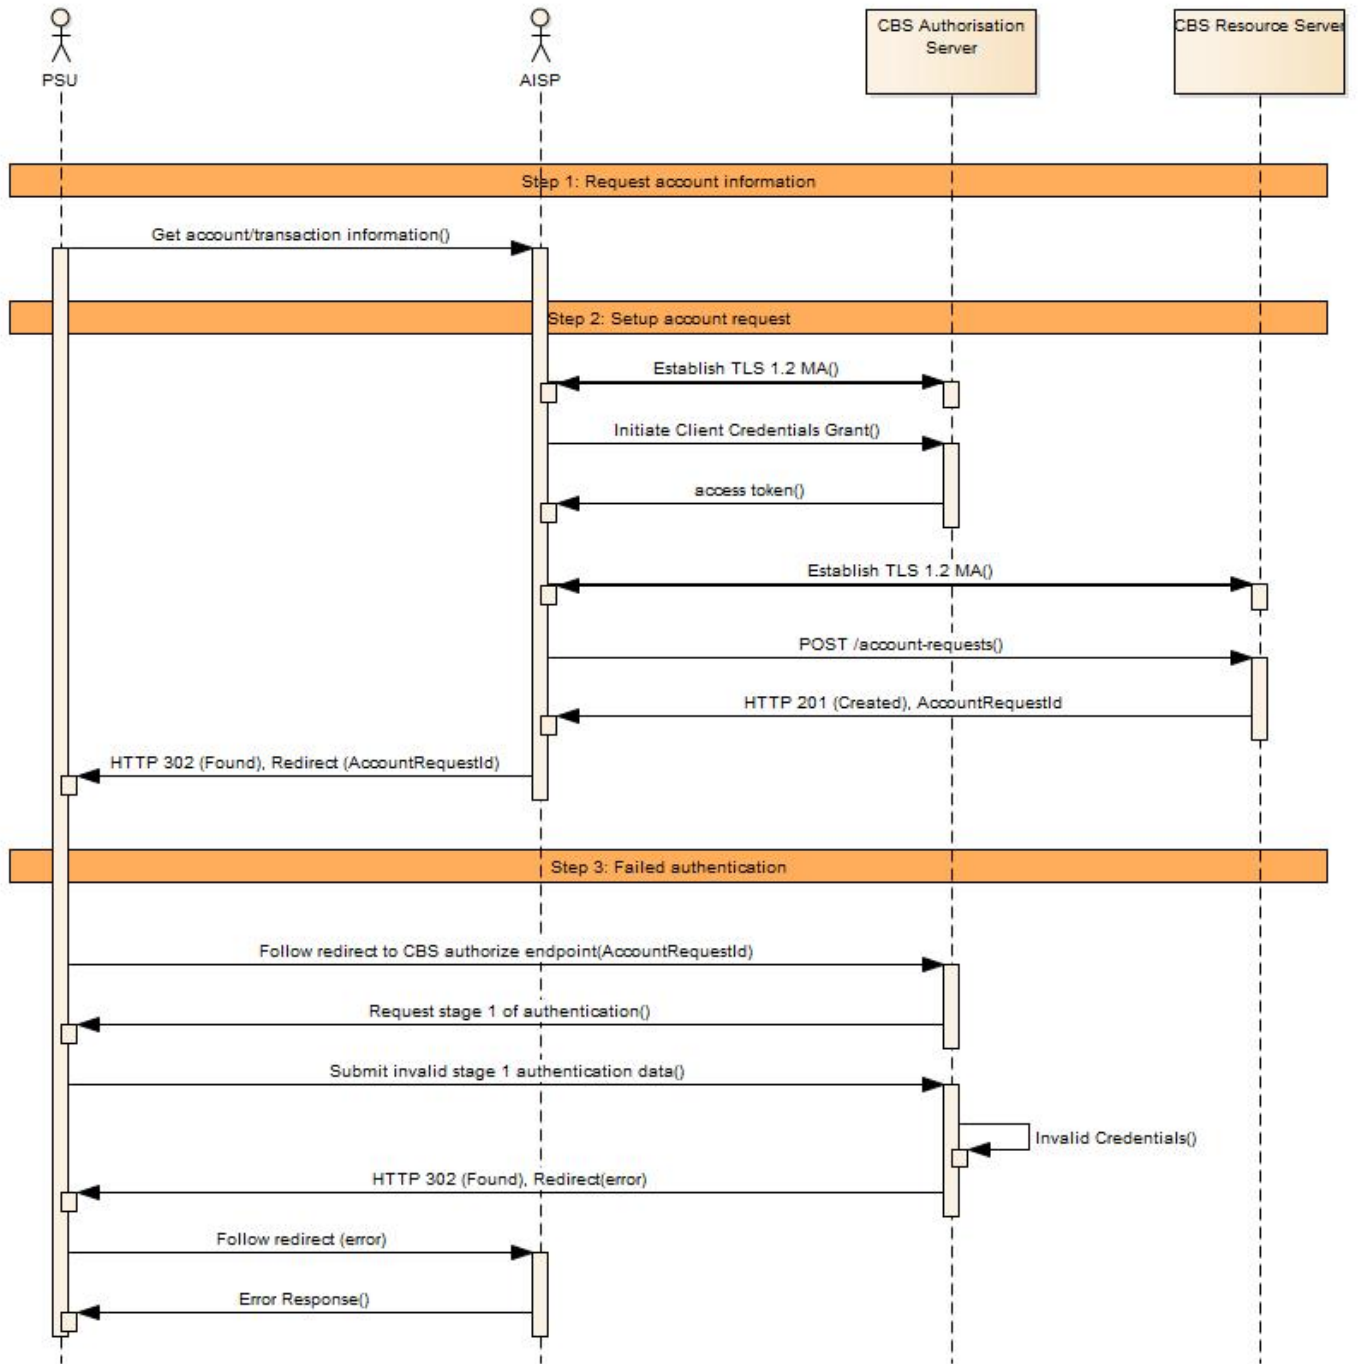 PSU
AISP
CBS Authorisation
Server
CBS Resource Server
Step 1: Request account information
Get account/transaction information()
Step 2: Setup account request
Establish TLS 1.2 MA()
Initiate Client Credentials Grant()
access token()
Establish TLS 1.2 MA()
POST /account-requests()
HTTP 201 (Created), AccountRequestId
HTTP 302 (Found), Redirect (AccountRequestId)
Step 3: Failed authentication
Follow redirect to CBS authorize endpoint(AccountRequestId)
Request stage 1 of authentication()
Submit invalid stage 1 authentication data()
Invalid Credentials()
HTTP 302 (Found), Redirect(error)
Follow redirect (error)
Error Response()